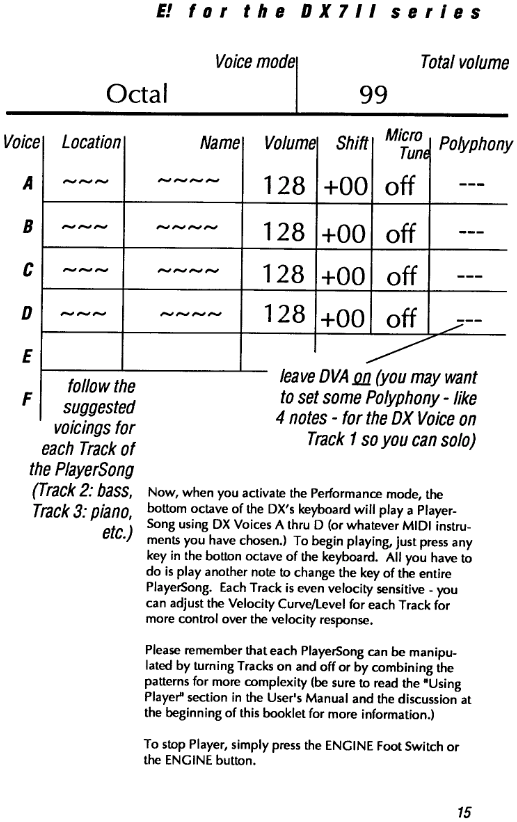 E! for the DX7II series
Voice mode Total volume
Octal 99
Voice Location Name Volume Shift Micro Tune Polyphony
A ~~~ ~~~~ 128 +00 off ---
B ~~~ ~~~~ 128 +00 off ---
C ~~~ ~~~~ 128 +00 off ---
D ~~~ ~~~~ 128 +00 off ---
E
F
follow the
suggested
voicings for
each Track of
the PlayerSong
(Track 2: bass,
Track 3: piano,
etc.)
leave DVA on (you may want
to set some Polyphony - like
4 notes - for the DX Voice on
Track 1 so you can solo)
Now, when you activate the Performance mode, the
bottom octave of the DX's keyboard will play a Player-
Song using DX Voices A thru D (or whatever MIDI instru-
ments you have chosen.) To begin playing, just press any
key in the botton octave of the keyboard. All you have to
do is play another note to change the key of the entire
PlayerSong. Each Track is even velocity sensitive - you
can adjust the Velocity Curve/Level for each Track for
more control over the velocity response.
Please remember that each PlayerSong can be manipu-
lated by turning Tracks on and off or by combining the
patterns for more complexity (be sure to read the "Using
Player" section in the User's Manual and the discussion at
the beginning of this booklet for more information.)
To stop Player, simply press the ENGINE Foot Switch or
the ENGINE button.
15